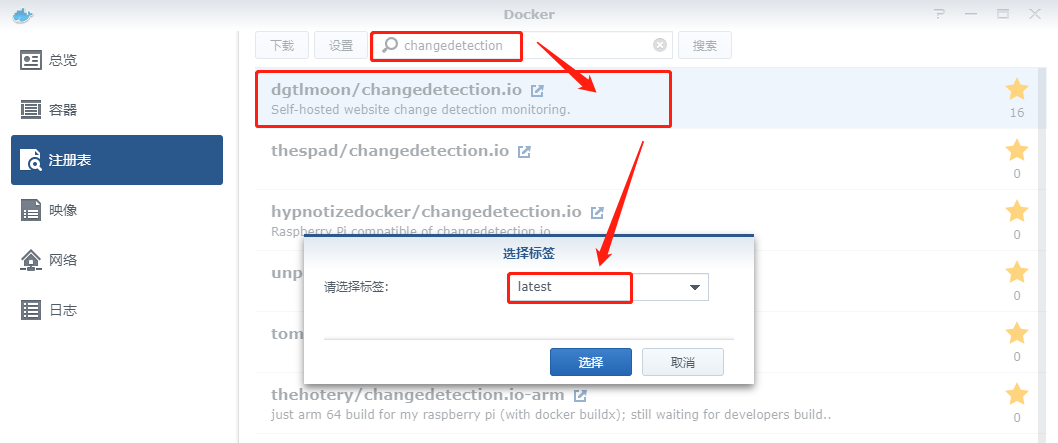 Docker
总览
容器
注册表
映像
网络
日志
下载 设置 changedetection 搜索
dgtlmoon/changedetection.io
Self-hosted website change detection monitoring.
16
thespad/changedetection.io
0
hypnotizedocker/changedetection.io
Raspberry Pi compatible of changedetection.io
0
unp
0
tom
0
选择标签
请选择标签: latest
选择 取消
thehotery/changedetection.io-arm
just arm 64 build for my raspberry pi (with docker buildx); still waiting for developers build..
0